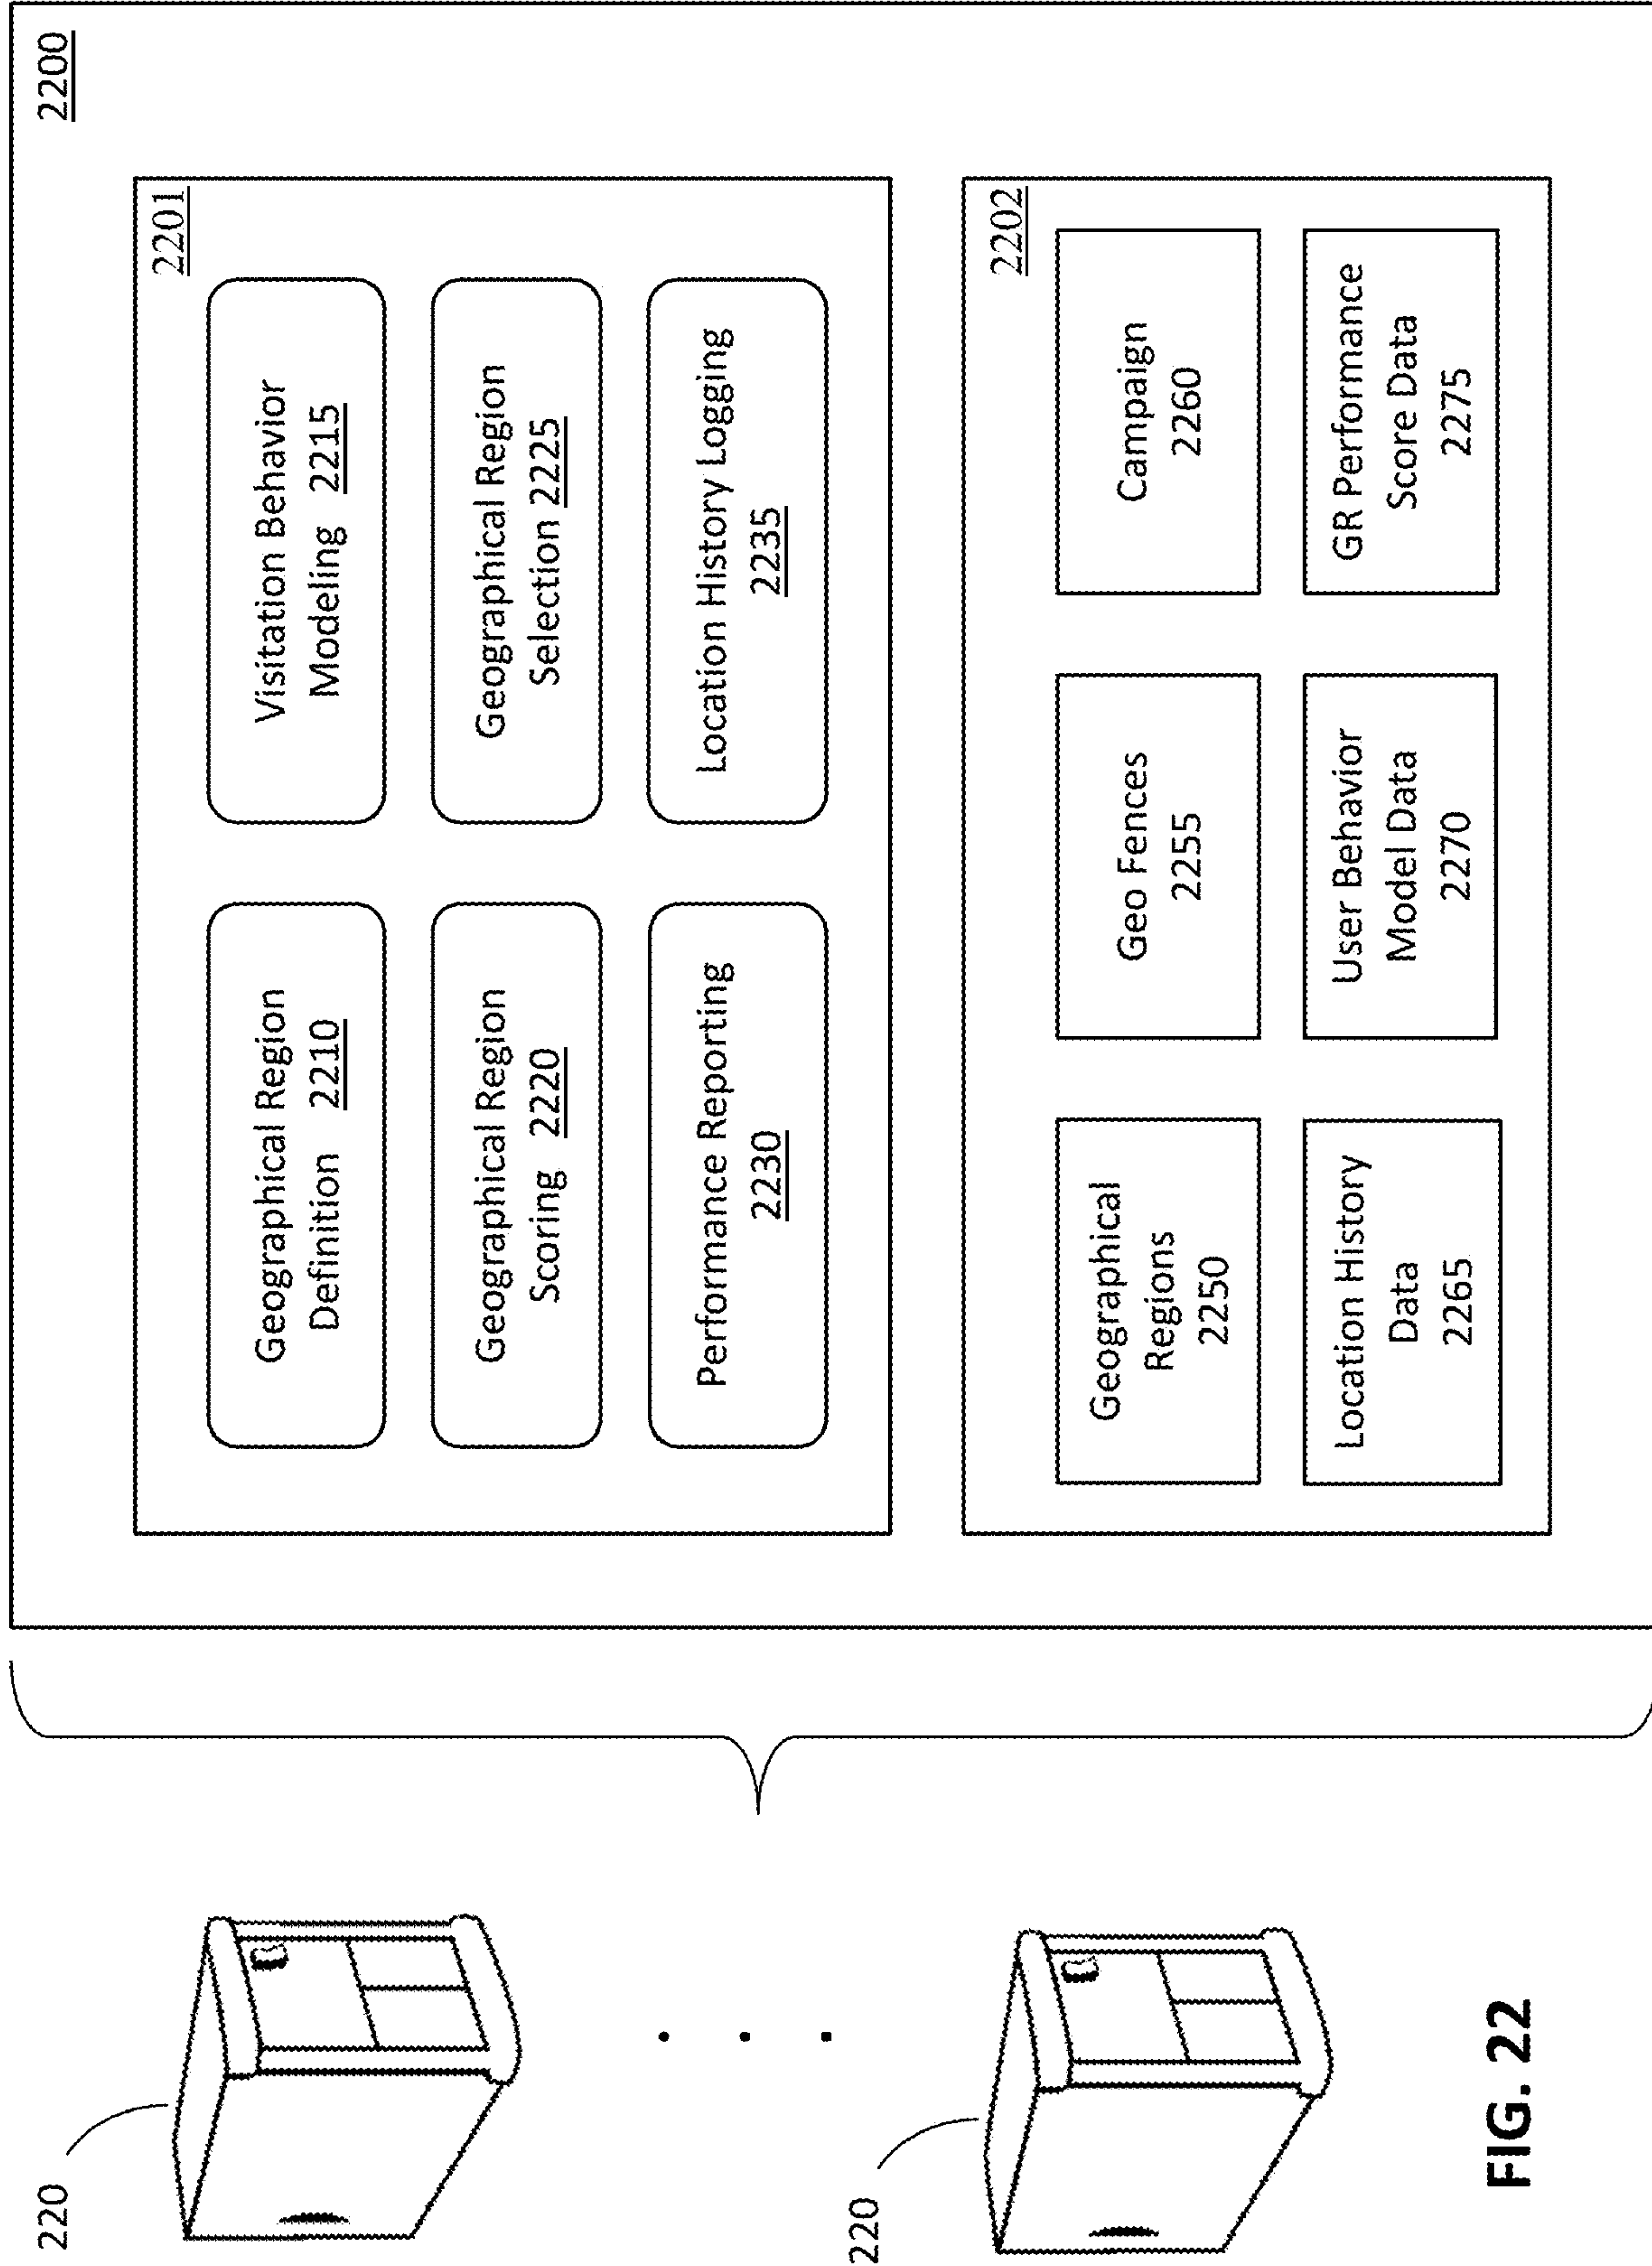 2200
220
220
2201
Geographical Region
Definition 2210
Visitation Behavior
Modeling 2215
Geographical Region
Scoring 2220
Geographical Region
Selection 2225
Performance Reporting
2230
Location History Logging
2235
2202
Geographical
Regions
2250
Geo Fences
2255
Campaign
2260
Location History
Data
2265
User Behavior
Model Data
2270
GR Performance
Score Data
2275
FIG. 22